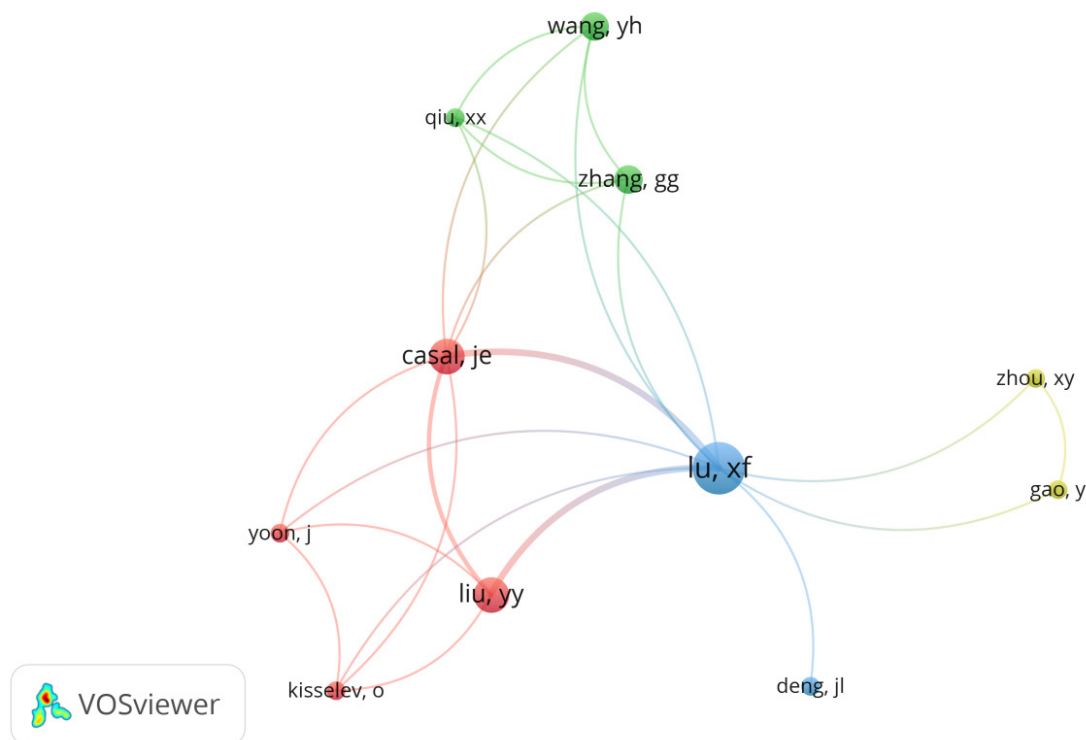 wang, yh
qiu, xx
zhang, gg
casal, je
zhou, xy
lu, xf
gao, y
yoon, j
liu, yy
deng, jl
kisselev, o
VOSviewer